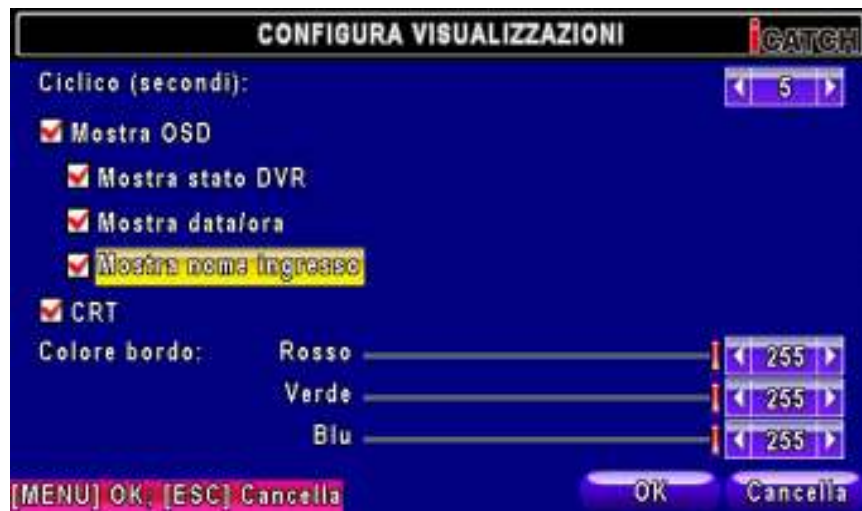 CONFIGURA VISUALIZZAZIONI iCATCH
Ciclico (secondi): 5
Mostra OSD
Mostra stato DVR
Mostra data/ora
Mostra nome ingresso
CRT
Colore bordo: Rosso 255
Verde 255
Blu 255
[MENU] OK; [ESC] Cancella OK Cancella